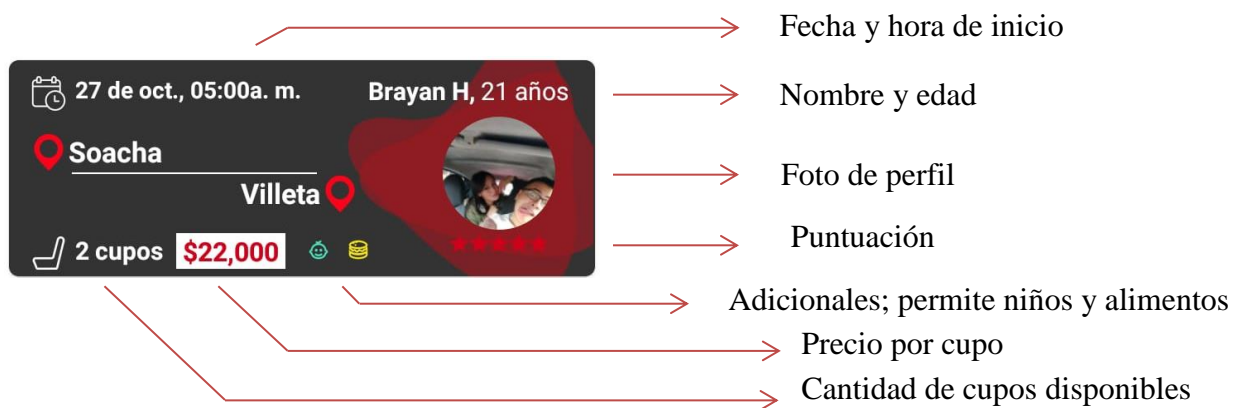 Fecha y hora de inicio
27 de oct., 05:00a. m.
Brayan H, 21 años
Nombre y edad
Soacha
Villeta
Foto de perfil
Puntuación
2 cupos $22,000
Adicionales; permite niños y alimentos
Precio por cupo
Cantidad de cupos disponibles